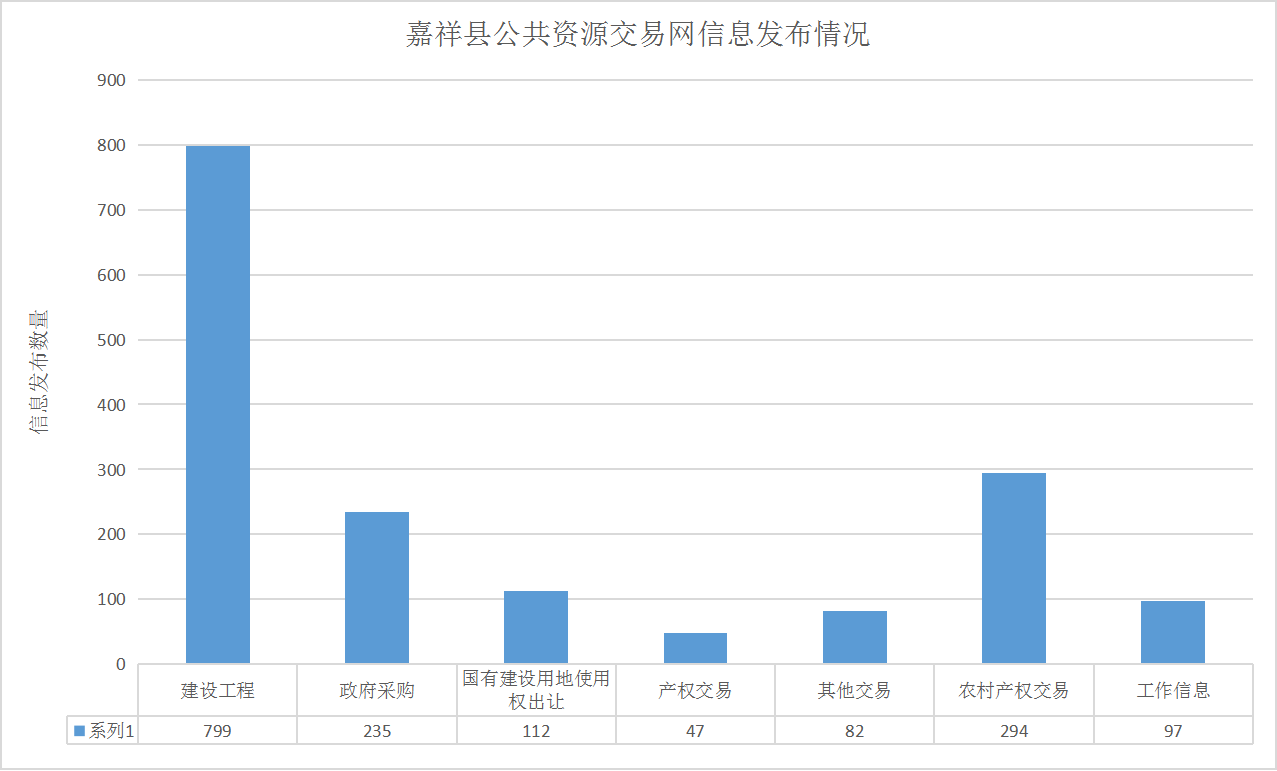 嘉祥县公共资源交易网信息发布情况
900
800
700
600
500
400
300
200
100
0
信息发布数量
建设工程
政府采购
国有建设用地使用
权出让
产权交易
其他交易
农村产权交易
工作信息
系列1 799 235 112 47 82 294 97